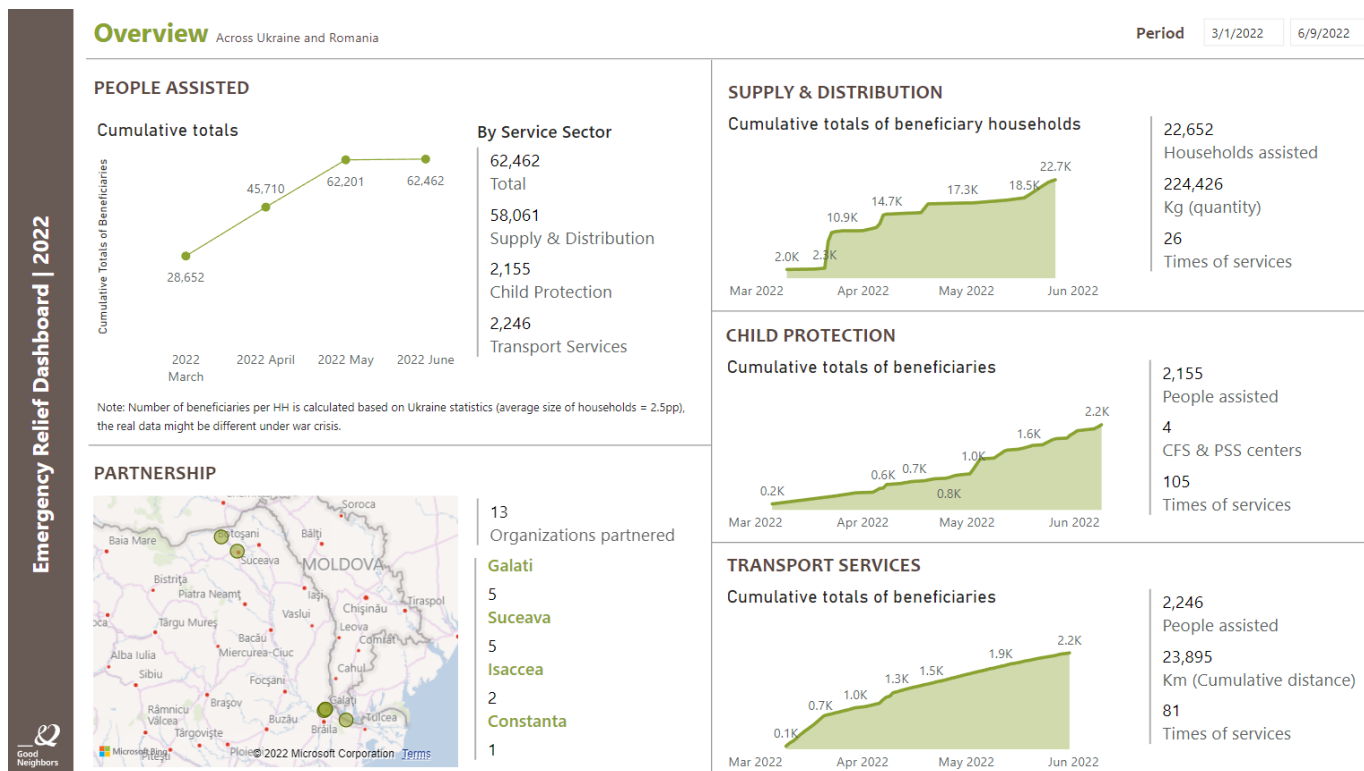 Emergency Relief Dashboard | 2022
Good
Neighbors
Overview Across Ukraine and Romania
Period 3/1/2022 6/9/2022
PEOPLE ASSISTED
Cumulative totals
Cumulative Totals of Beneficiaries
28,652
45,710
62,201
62,462
2022
March
2022 April
2022 May
2022 June
By Service Sector
62,462
Total
58,061
Supply & Distribution
2,155
Child Protection
2,246
Transport Services
Note: Number of beneficiaries per HH is calculated based on Ukraine statistics (average size of households = 2.5pp),
the real data might be different under war crisis.
PARTNERSHIP
Soroca
Baia Mare
Botoșani
Bălți
Suceava
MOLDOVA
Bistrița
Piatra Neamț
Iași
Chișinău
Tiraspol
Vaslui
Târgu Mureș
Leova
Bacău
Comrat
Miercurea-Ciuc
Alba Iulia
Cahul
Sibiu
Focșani
Galați
Râmnicu
Vâlcea
Brașov
Buzău
Tulcea
Brăila
Târgoviște
Microsoft Bing
Pitești
© 2022 Microsoft Corporation Terms
13
Organizations partnered
Galati
5
Suceava
5
Isaccea
2
Constanta
1
SUPPLY & DISTRIBUTION
Cumulative totals of beneficiary households
2.0K
2.3K
10.9K
14.7K
17.3K
18.5K
22.7K
Mar 2022
Apr 2022
May 2022
Jun 2022
22,652
Households assisted
224,426
Kg (quantity)
26
Times of services
CHILD PROTECTION
Cumulative totals of beneficiaries
0.2K
0.6K
0.7K
0.8K
1.0K
1.6K
2.2K
Mar 2022
Apr 2022
May 2022
Jun 2022
2,155
People assisted
4
CFS & PSS centers
105
Times of services
TRANSPORT SERVICES
Cumulative totals of beneficiaries
0.1K
0.7K
1.0K
1.3K
1.5K
1.9K
2.2K
Mar 2022
Apr 2022
May 2022
Jun 2022
2,246
People assisted
23,895
Km (Cumulative distance)
81
Times of services